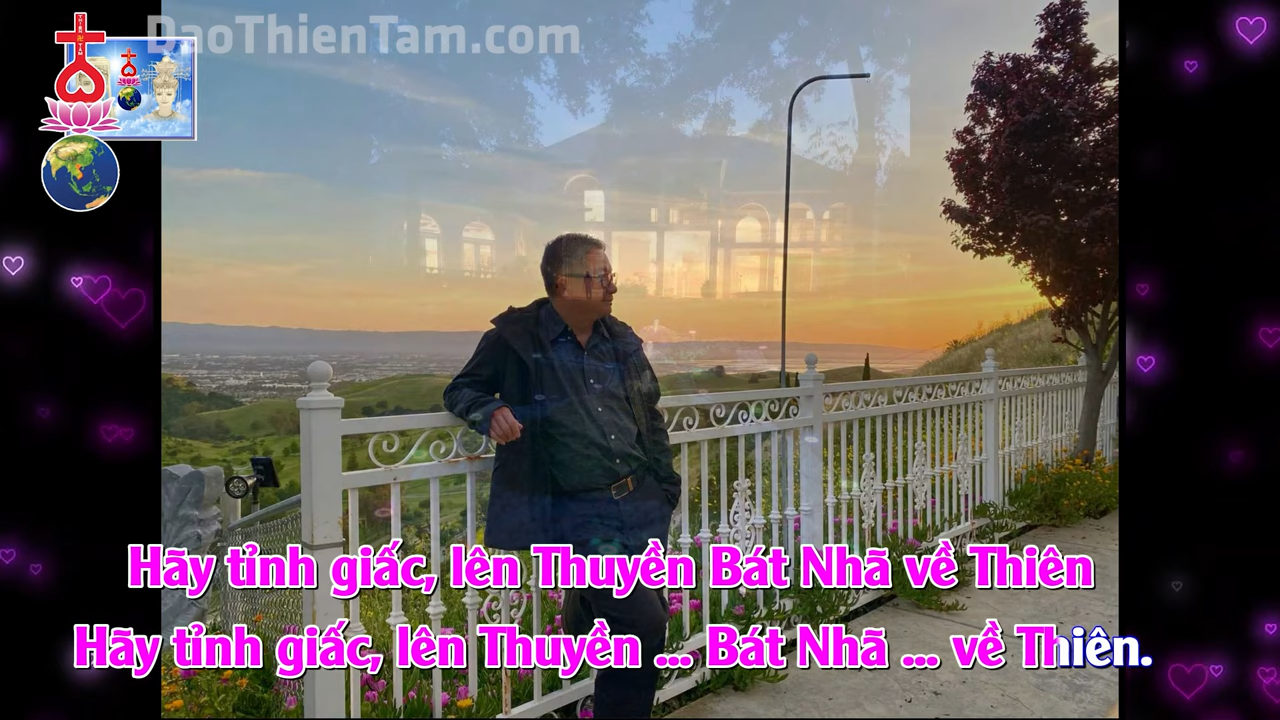 DaoThienTam.com
Hãy tỉnh giấc, lên Thuyền Bát Nhã về Thiên
Hãy tỉnh giấc, lên Thuyền ... Bát Nhã ... về Thiên.